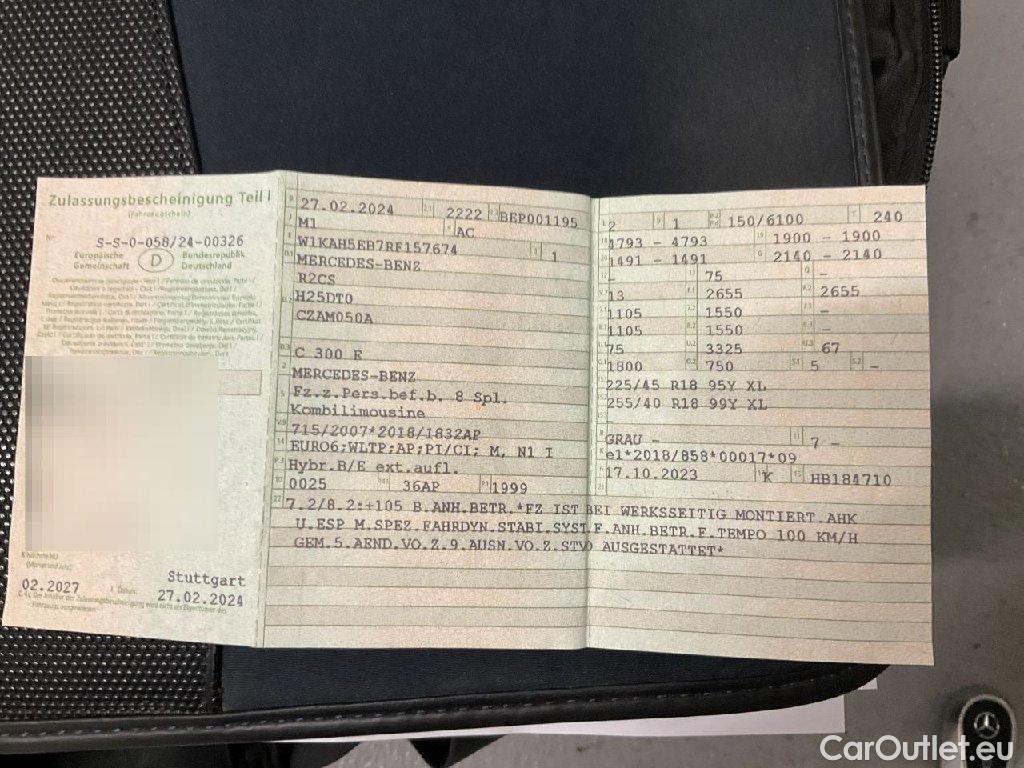 Zulassungsbescheinigung Teil I
(Fahrzeugschein)
Nr. S-S-0-058/24-00326
Europäische Gemeinschaft D Bundesrepublik Deutschland
02.2027
Stuttgart
27.02.2024
27.02.2024 2222 BEP001195
M1 AC
W1KAH5EB7RF157674 1
MERCEDES-BENZ
R2CS
H25DT0
CZAM050A
C 300 E
MERCEDES-BENZ
Fz.z.Pers.bef.b. 8 Spl.
Kombilimousine
715/2007*2018/1832AP
EURO6;WLTP;AP;PI/CI; M, N1 I
Hybr.B/E ext.aufl.
0025 36AP 1999
7.2/8.2:+105 B.ANH.BETR.*FZ IST BEI WERKSSEITIG MONTIERT.AHK
U.ESP M.SPEZ.FAHRDYN.STABI.SYST.F.ANH.BETR.F.TEMPO 100 KM/H
GEM.5.AEND.VO.Z.9.AUSN.VO.Z.STVO AUSGESTATTET*
2 1 150/6100 240
4793 - 4793 1900 - 1900
1491 - 1491 2140 - 2140
- 75 -
13 2655 2655
1105 1550 -
1105 1550 -
75 3325 67
1800 750 5 -
225/45 R18 95Y XL
255/40 R18 99Y XL
GRAU - 7 -
e1*2018/858*00017*09
17.10.2023 K HB184710
CarOutlet.eu